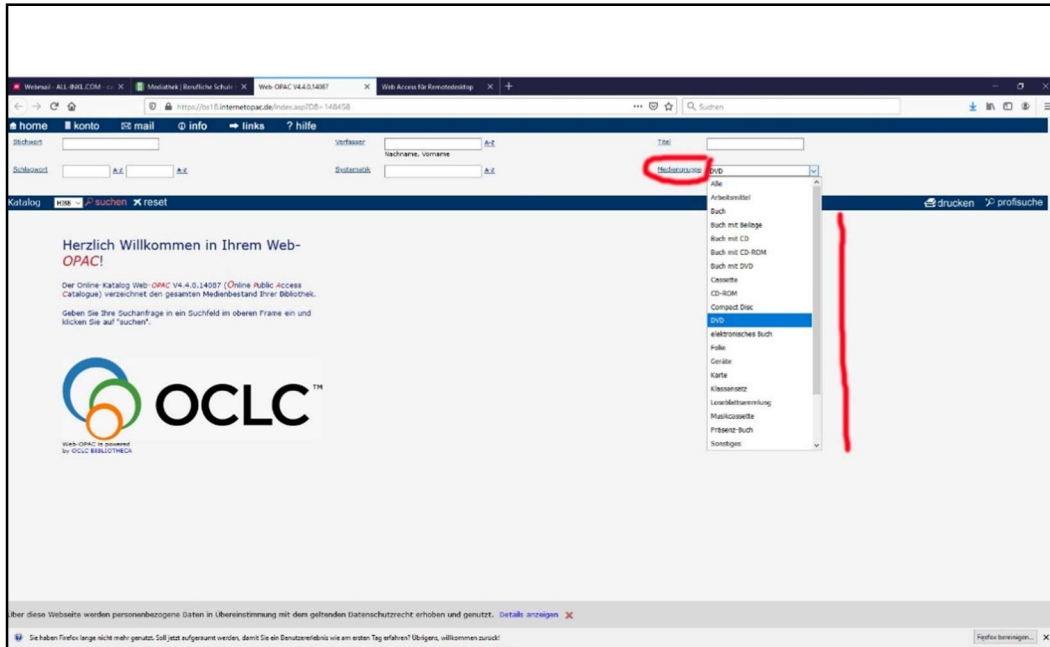 Webmail - ALL-INKL.COM - Mediathek | Berufliche Schule Web-OPAC V4.4.0.14087 Web Access für Remotedesktop
https://bs18.internetopac.de/index.asp?DB= Suchen
home konto mail info links ? hilfe
Stichwort Verfasser A-Z Titel
Nachname, Vorname
Schlagwort A-Z A-Z Systematik A-Z Mediengruppe DVD
Alle
Arbeitsmittel
Katalog suchen reset drucken profisuche
Buch
Buch mit Beilage
Buch mit CD
Buch mit CD-ROM
Buch mit DVD
Cassette
CD-ROM
Compact Disc
DVD
elektronisches Buch
Folie
Geräte
Karte
Klassensatz
Loseblattsammlung
Musikcassette
Präsenz-Buch
Sonstiges
Herzlich Willkommen in Ihrem Web-
OPAC!
Der Online-Katalog Web-OPAC V4.4.0.14087 (Online Public Access
Catalogue) verzeichnet den gesamten Medienbestand Ihrer Bibliothek.
Geben Sie Ihre Suchanfrage in ein Suchfeld im oberen Frame ein und
klicken Sie auf "suchen".
OCLC™
Web-OPAC is powered
by OCLC BIBLIOTHECA
Über diese Webseite werden personenbezogene Daten in Übereinstimmung mit dem geltenden Datenschutzrecht erhoben und genutzt. Details anzeigen
Sie haben Firefox lange nicht mehr genutzt. Soll jetzt aufgeräumt werden, damit Sie ein Benutzererlebnis wie am ersten Tag erfahren? Übrigens, willkommen zurück! Firefox bereinigen...